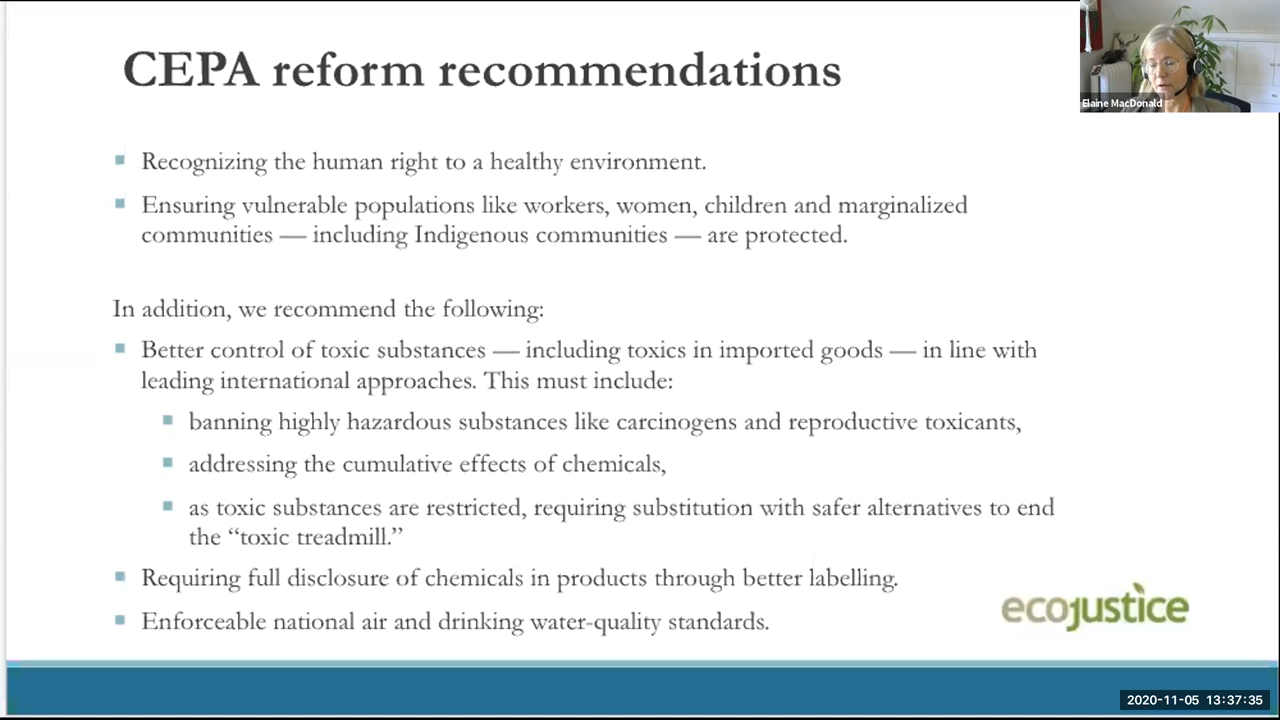 CEPA reform recommendations
Elaine MacDonald
Recognizing the human right to a healthy environment.
Ensuring vulnerable populations like workers, women, children and marginalized
communities — including Indigenous communities — are protected.
In addition, we recommend the following:
Better control of toxic substances — including toxics in imported goods — in line with
leading international approaches. This must include:
banning highly hazardous substances like carcinogens and reproductive toxicants,
addressing the cumulative effects of chemicals,
as toxic substances are restricted, requiring substitution with safer alternatives to end
the “toxic treadmill.”
Requiring full disclosure of chemicals in products through better labelling.
Enforceable national air and drinking water-quality standards.
ecojustice
2020-11-05 13:37:35